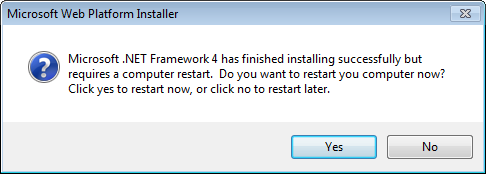 Microsoft Web Platform Installer
Microsoft .NET Framework 4 has finished installing successfully but
requires a computer restart.  Do you want to restart you computer now?
Click yes to restart now, or click no to restart later.
Yes
No